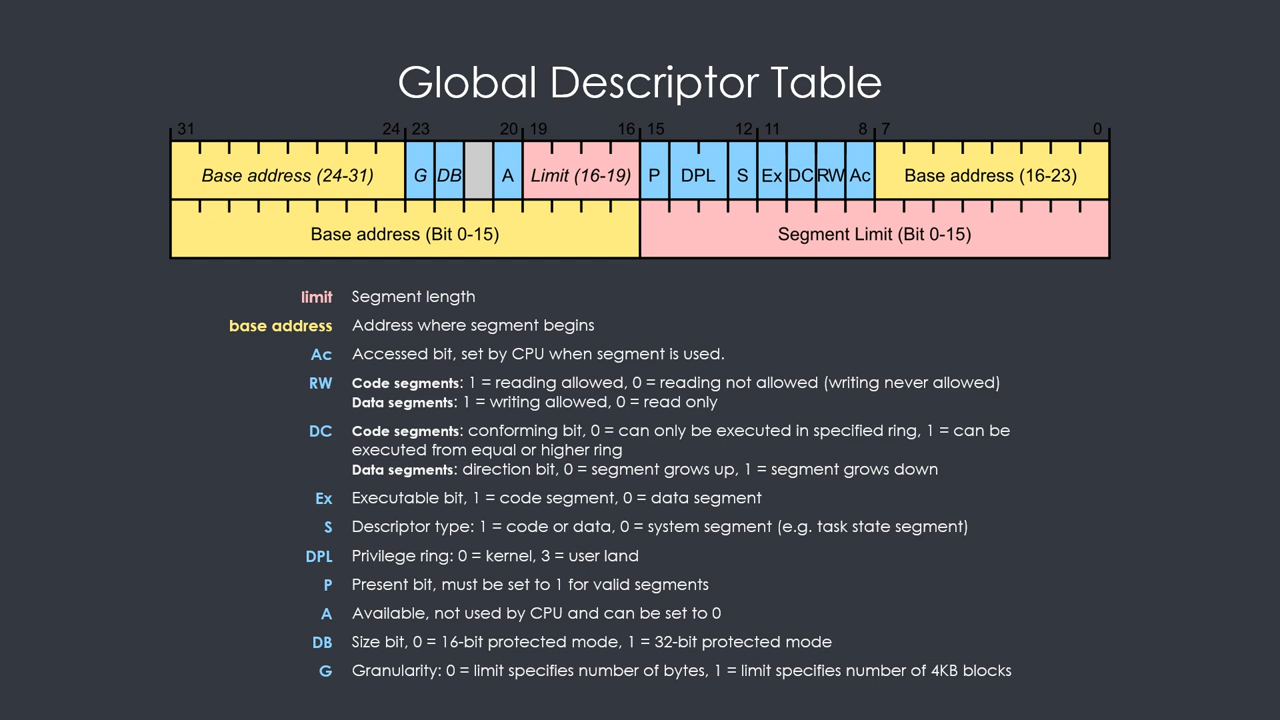 Global Descriptor Table
31 24 23 20 19 16 15 12 11 8 7 0
Base address (24-31) G DB A Limit (16-19) P DPL S Ex DC RW Ac Base address (16-23)
Base address (Bit 0-15) Segment Limit (Bit 0-15)
limit Segment length
base address Address where segment begins
Ac Accessed bit, set by CPU when segment is used.
RW Code segments: 1 = reading allowed, 0 = reading not allowed (writing never allowed)
Data segments: 1 = writing allowed, 0 = read only
DC Code segments: conforming bit, 0 = can only be executed in specified ring, 1 = can be
executed from equal or higher ring
Data segments: direction bit, 0 = segment grows up, 1 = segment grows down
Ex Executable bit, 1 = code segment, 0 = data segment
S Descriptor type: 1 = code or data, 0 = system segment (e.g. task state segment)
DPL Privilege ring: 0 = kernel, 3 = user land
P Present bit, must be set to 1 for valid segments
A Available, not used by CPU and can be set to 0
DB Size bit, 0 = 16-bit protected mode, 1 = 32-bit protected mode
G Granularity: 0 = limit specifies number of bytes, 1 = limit specifies number of 4KB blocks